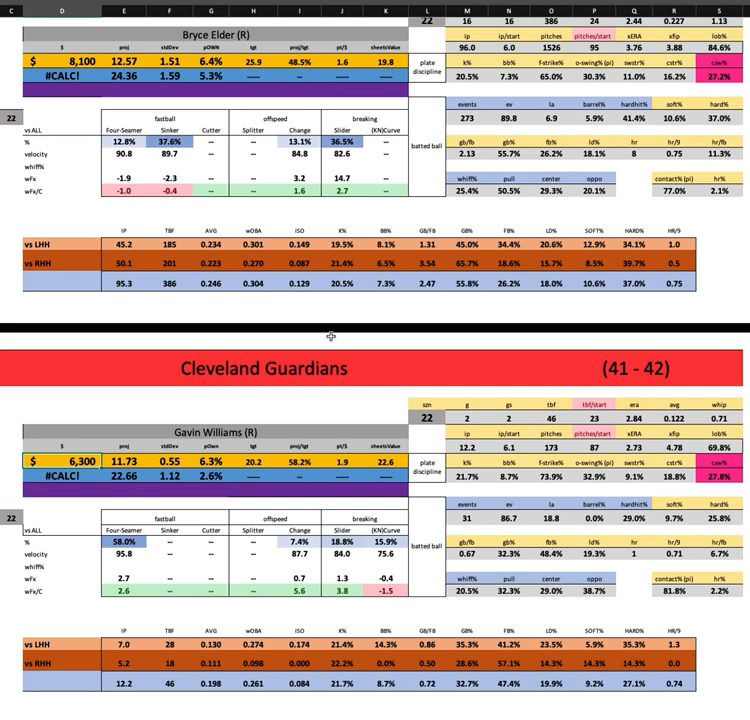 C D E F G H I J K L M N O P Q R S
22 16 16 386 24 2.44 0.227 1.13
Bryce Elder (R) ip ip/start pitches pitches/start xERA xfip lob%
$ proj stdDev pOWN tgt proj/tgt pt/$ sheetsValue 96.0 6.0 1526 95 3.76 3.88 84.6%
$ 8,100 12.57 1.51 6.4% 25.9 48.5% 1.6 19.8 plate discipline k% bb% f-strike% o-swing% (pi) swstr% cstr% csw%
#CALC! 24.36 1.59 5.3% ---- --- ---- ---- 20.5% 7.3% 65.0% 30.3% 11.0% 16.2% 27.2%
events ev la barrel% hardhit% soft% hard%
22 fastball offspeed breaking 273 89.8 6.9 5.9% 41.4% 10.6% 37.0%
vs ALL Four-Seamer Sinker Cutter Splitter Change Slider (KN)Curve
% 12.8% 37.6% -- -- 13.1% 36.5% -- batted ball gb/fb gb% fb% ld% hr hr/9 hr/fb
velocity 90.8 89.7 -- -- 84.8 82.6 -- 2.13 55.7% 26.2% 18.1% 8 0.75 11.3%
whiff%
wFx -1.9 -2.3 -- -- 3.2 14.7 -- whiff% pull center oppo contact% (pi) hr%
wFx/C -1.0 -0.4 -- -- 1.6 2.7 -- 25.4% 50.5% 29.3% 20.1% 77.0% 2.1%
IP TBF AVG wOBA ISO K% BB% GB/FB GB% FB% LD% SOFT% HARD% HR/9
vs LHH 45.2 185 0.234 0.301 0.149 19.5% 8.1% 1.31 45.0% 34.4% 20.6% 12.9% 34.1% 1.0
vs RHH 50.1 201 0.223 0.270 0.087 21.4% 6.5% 3.54 65.7% 18.6% 15.7% 8.5% 39.7% 0.5
95.3 386 0.246 0.304 0.129 20.5% 7.3% 2.47 55.8% 26.2% 18.0% 10.6% 37.0% 0.75
Cleveland Guardians (41 - 42)
szn g gs tbf tbf/start era avg whip
22 2 2 46 23 2.84 0.122 0.71
Gavin Williams (R) ip ip/start pitches pitches/start xERA xfip lob%
$ proj stdDev pOwn tgt proj/tgt pt/$ sheetsValue 12.2 6.1 173 87 2.73 4.78 69.8%
$ 6,300 11.73 0.55 6.3% 20.2 58.2% 1.9 22.6 plate discipline k% bb% f-strike% o-swing% (pi) swstr% cstr% csw%
#CALC! 22.66 1.12 2.6% ---- --- ---- ---- 21.7% 8.7% 73.9% 32.9% 9.1% 18.8% 27.8%
events ev la barrel% hardhit% soft% hard%
22 fastball offspeed breaking 31 86.7 18.8 0.0% 29.0% 9.7% 25.8%
vs ALL Four-Seamer Sinker Cutter Splitter Change Slider (KN)Curve
% 58.0% -- -- -- 7.4% 18.8% 15.9% batted ball gb/fb gb% fb% ld% hr hr/9 hr/fb
velocity 95.8 -- -- -- 87.7 84.0 75.6 0.67 32.3% 48.4% 19.3% 1 0.71 6.7%
whiff%
wFx 2.7 -- -- -- 0.7 1.3 -0.4 whiff% pull center oppo contact% (pi) hr%
wFx/C 2.6 -- -- -- 5.6 3.8 -1.5 20.5% 32.3% 29.0% 38.7% 81.8% 2.2%
IP TBF AVG wOBA ISO K% BB% GB/FB GB% FB% LD% SOFT% HARD% HR/9
vs LHH 7.0 28 0.130 0.274 0.174 21.4% 14.3% 0.86 35.3% 41.2% 23.5% 5.9% 35.3% 1.3
vs RHH 5.2 18 0.111 0.098 0.000 22.2% 0.0% 0.50 28.6% 57.1% 14.3% 14.3% 14.3% 0.0
12.2 46 0.198 0.261 0.084 21.7% 8.7% 0.72 32.7% 47.4% 19.9% 9.2% 27.1% 0.74